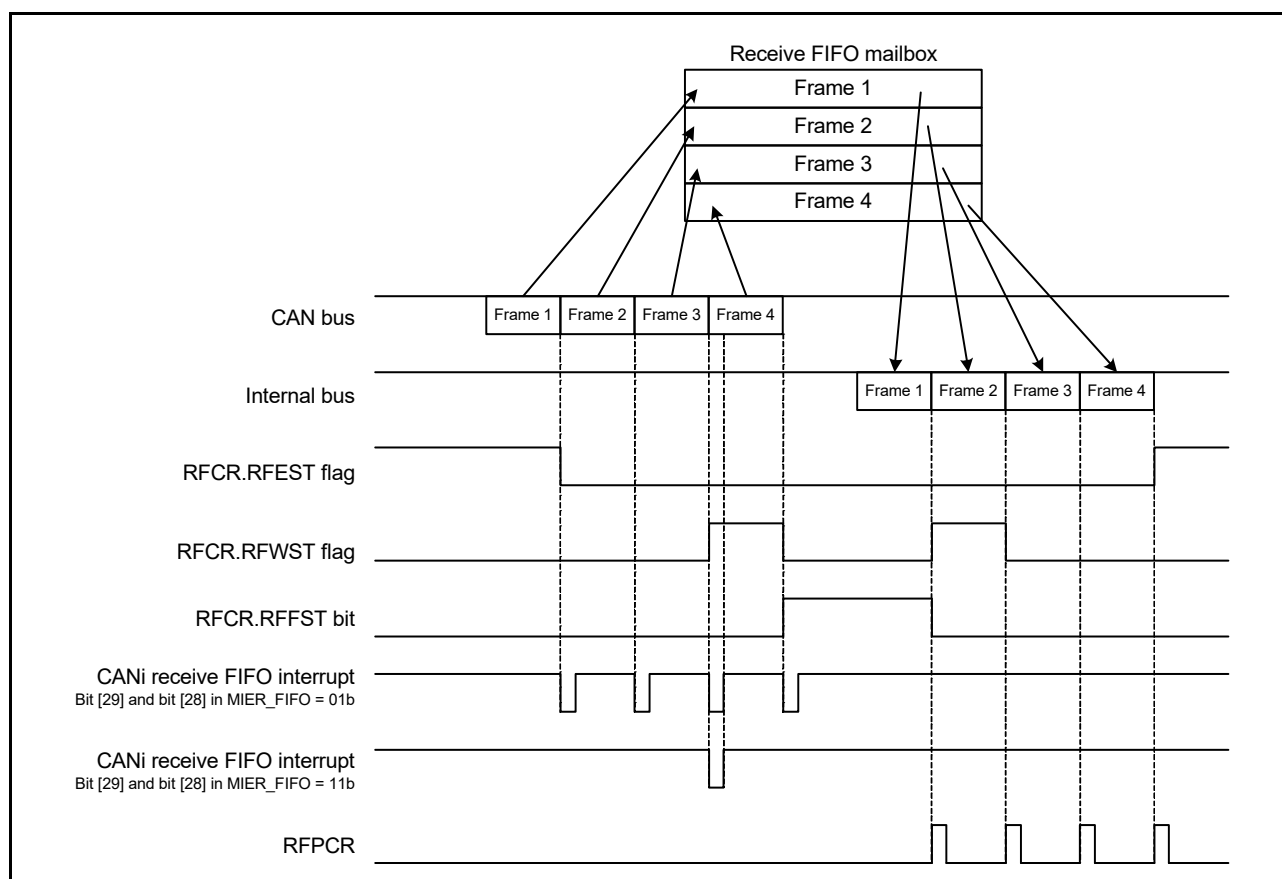 Receive FIFO mailbox
Frame 1
Frame 2
Frame 3
Frame 4
CAN bus
Frame 1 Frame 2 Frame 3 Frame 4
Internal bus
Frame 1 Frame 2 Frame 3 Frame 4
RFCR.RFEST flag
RFCR.RFWST flag
RFCR.RFFST bit
CANi receive FIFO interrupt
Bit [29] and bit [28] in MIER_FIFO = 01b
CANi receive FIFO interrupt
Bit [29] and bit [28] in MIER_FIFO = 11b
RFPCR